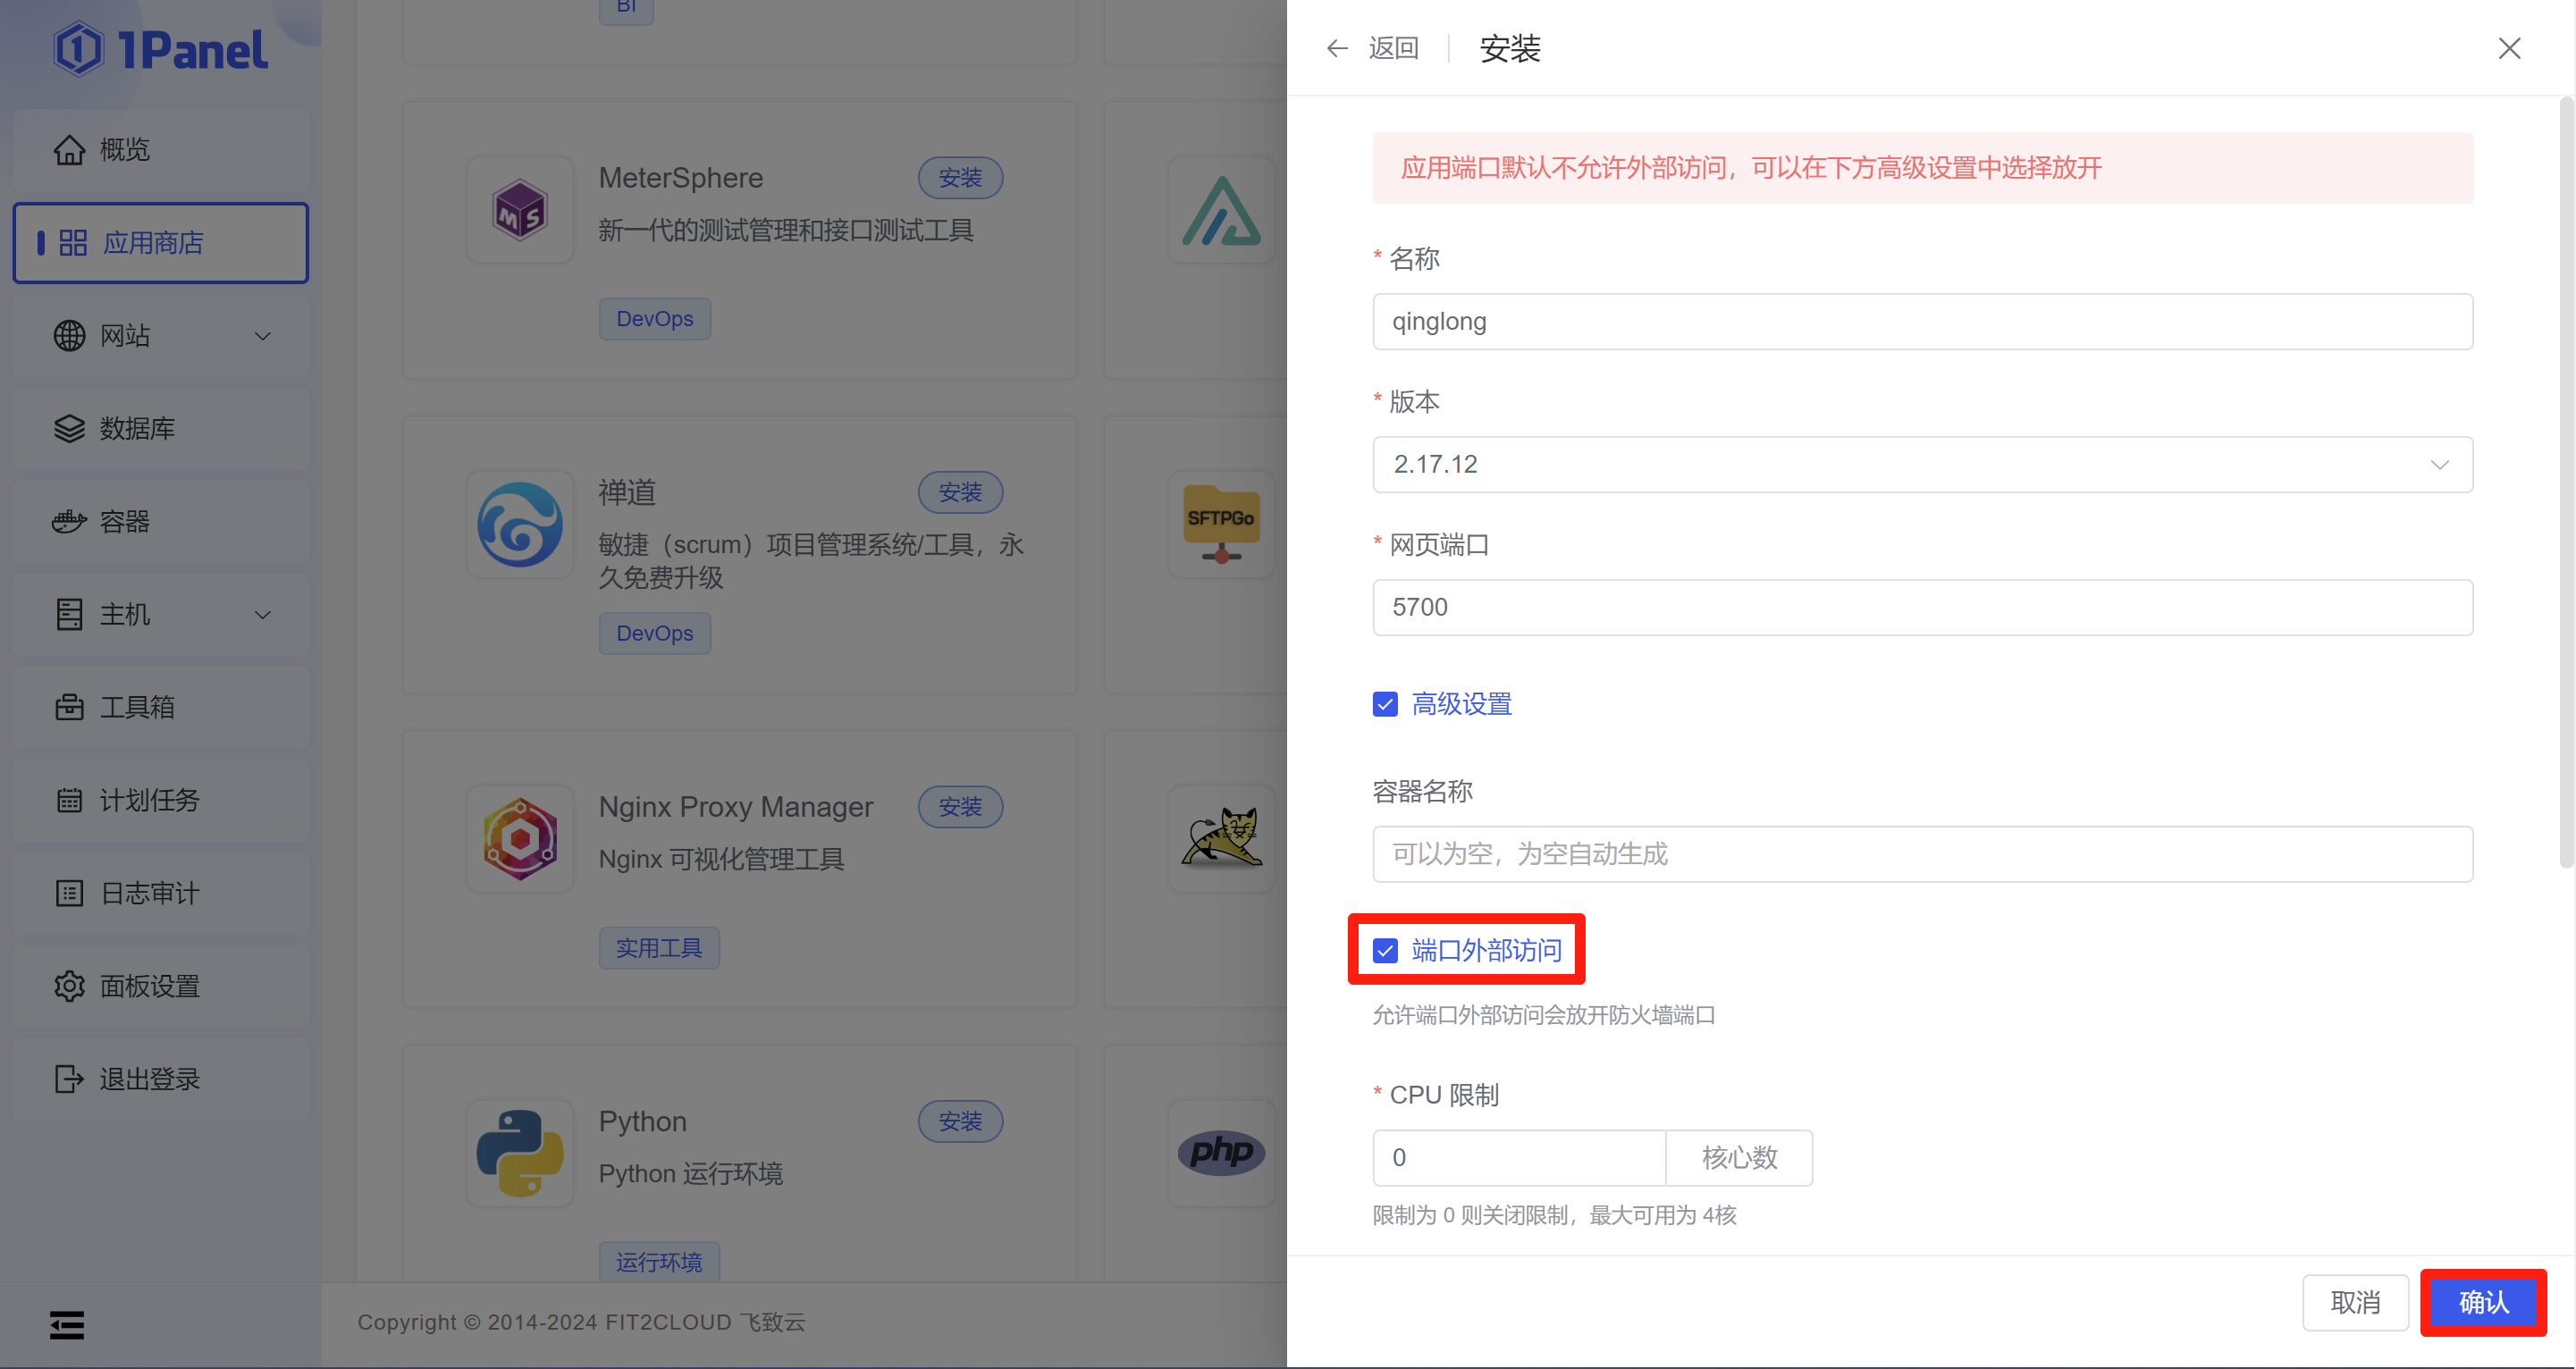 1Panel
概览
应用商店
网站
数据库
容器
主机
工具箱
计划任务
日志审计
面板设置
退出登录
BI
MeterSphere
安装
新一代的测试管理和接口测试工具
DevOps
禅道
安装
敏捷（scrum）项目管理系统/工具，永
久免费升级
DevOps
SFTPGo
Nginx Proxy Manager
安装
Nginx 可视化管理工具
实用工具
Python
安装
Python 运行环境
运行环境
php
Copyright © 2014-2024 FIT2CLOUD 飞致云
返回
安装
应用端口默认不允许外部访问，可以在下方高级设置中选择放开
* 名称
qinglong
* 版本
2.17.12
* 网页端口
5700
高级设置
容器名称
可以为空，为空自动生成
端口外部访问
允许端口外部访问会放开防火墙端口
* CPU 限制
0
核心数
限制为 0 则关闭限制，最大可用为 4核
取消
确认